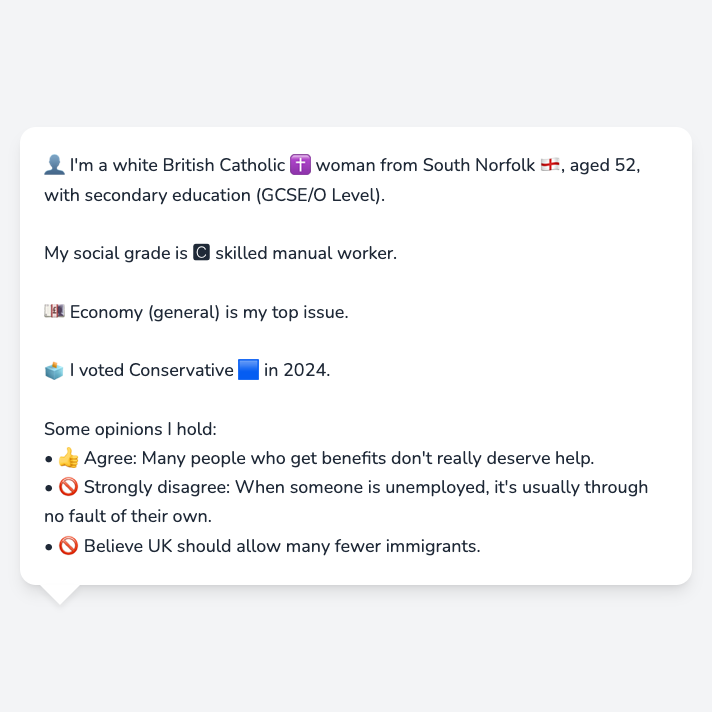 👤 I'm a white British Catholic ✝️ woman from South Norfolk 🏴󠁧󠁢󠁥󠁮󠁧󠁿, aged 52,
with secondary education (GCSE/O Level).
My social grade is 🅲 skilled manual worker.
💷 Economy (general) is my top issue.
🗳️ I voted Conservative 🟦 in 2024.
Some opinions I hold:
• 👍 Agree: Many people who get benefits don't really deserve help.
• 🚫 Strongly disagree: When someone is unemployed, it's usually through
no fault of their own.
• 🚫 Believe UK should allow many fewer immigrants.